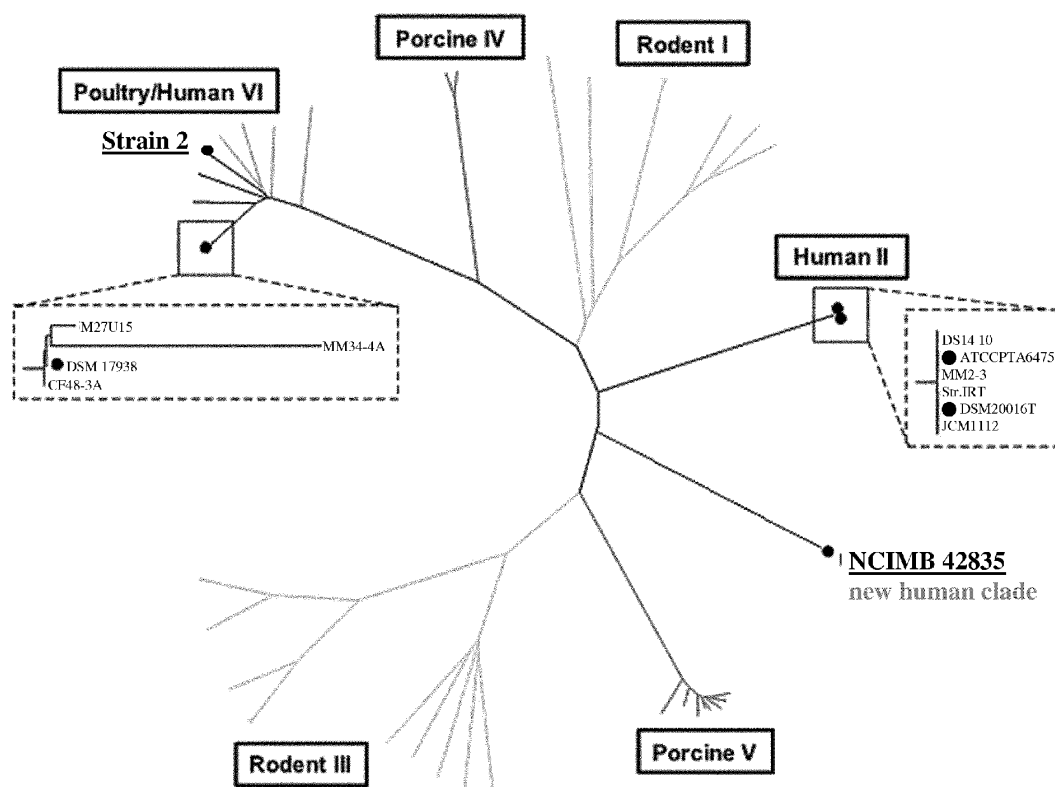 Porcine IV
Rodent I
Poultry/Human VI
Strain 2
Human II
M27U15
MM34-4A
DSM 17938
CF48-3A
DS14 10
ATCCPTA6475
MM2-3
Str.IRT
DSM20016T
JCM1112
NCIMB 42835
new human clade
Rodent III
Porcine V